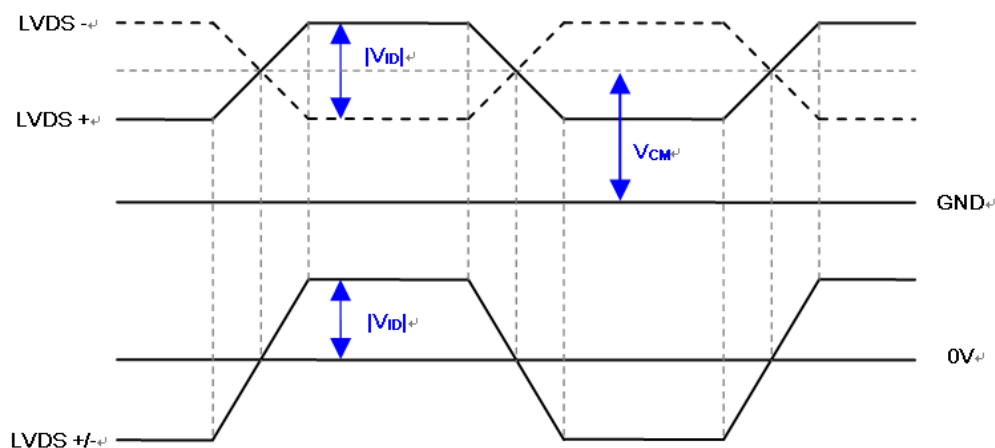 LVDS -↵
|VID|↵
LVDS +↵
VCM↵
GND↵
|VID|↵
0V↵
LVDS +/-↵